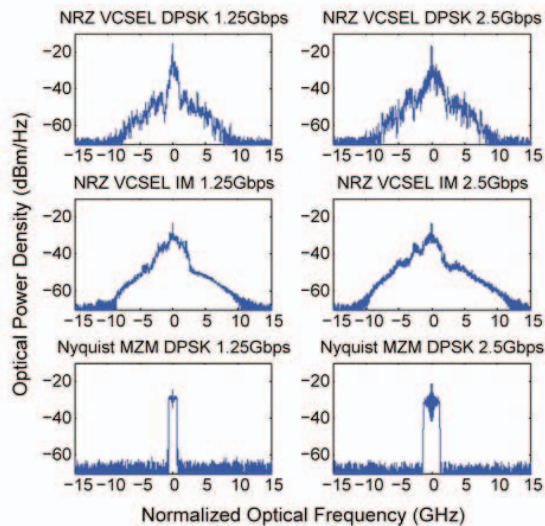 NRZ VCSEL DPSK 1.25Gbps
NRZ VCSEL DPSK 2.5Gbps
−20
−40
−60
−15 −10 −5 0 5 10 15
−20
−40
−60
−15 −10 −5 0 5 10 15
NRZ VCSEL IM 1.25Gbps
NRZ VCSEL IM 2.5Gbps
−20
−40
−60
−15 −10 −5 0 5 10 15
−20
−40
−60
−15 −10 −5 0 5 10 15
Nyquist MZM DPSK 1.25Gbps
Nyquist MZM DPSK 2.5Gbps
−20
−40
−60
−15 −10 −5 0 5 10 15
−20
−40
−60
−15 −10 −5 0 5 10 15
Optical Power Density (dBm/Hz)
Normalized Optical Frequency (GHz)